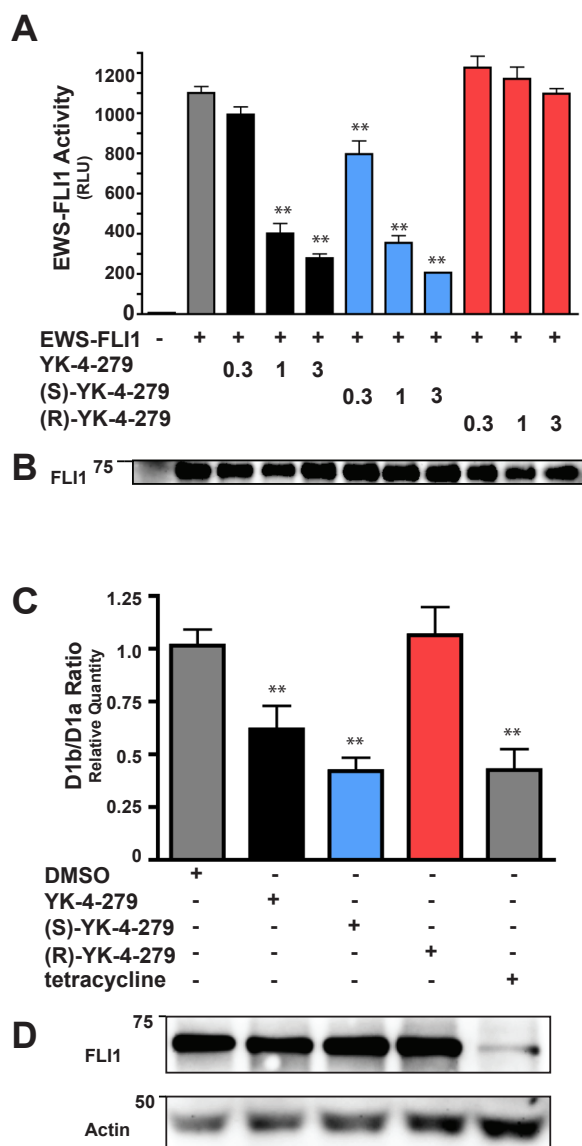 A
EWS-FLI1 Activity
(RLU)
1200
1000
800
600
400
200
0
** ** ** ** **
EWS-FLI1 - + + + + + + + + + +
YK-4-279 0.3 1 3
(S)-YK-4-279 0.3 1 3
(R)-YK-4-279 0.3 1 3
B
FLI1 75
C
D1b/D1a Ratio
Relative Quantity
1.25
1.0
0.75
0.5
0.25
0
** ** **
DMSO + - - - -
YK-4-279 - + - - -
(S)-YK-4-279 - - + - -
(R)-YK-4-279 - - - + -
tetracycline - - - - +
D
75
FLI1
50
Actin